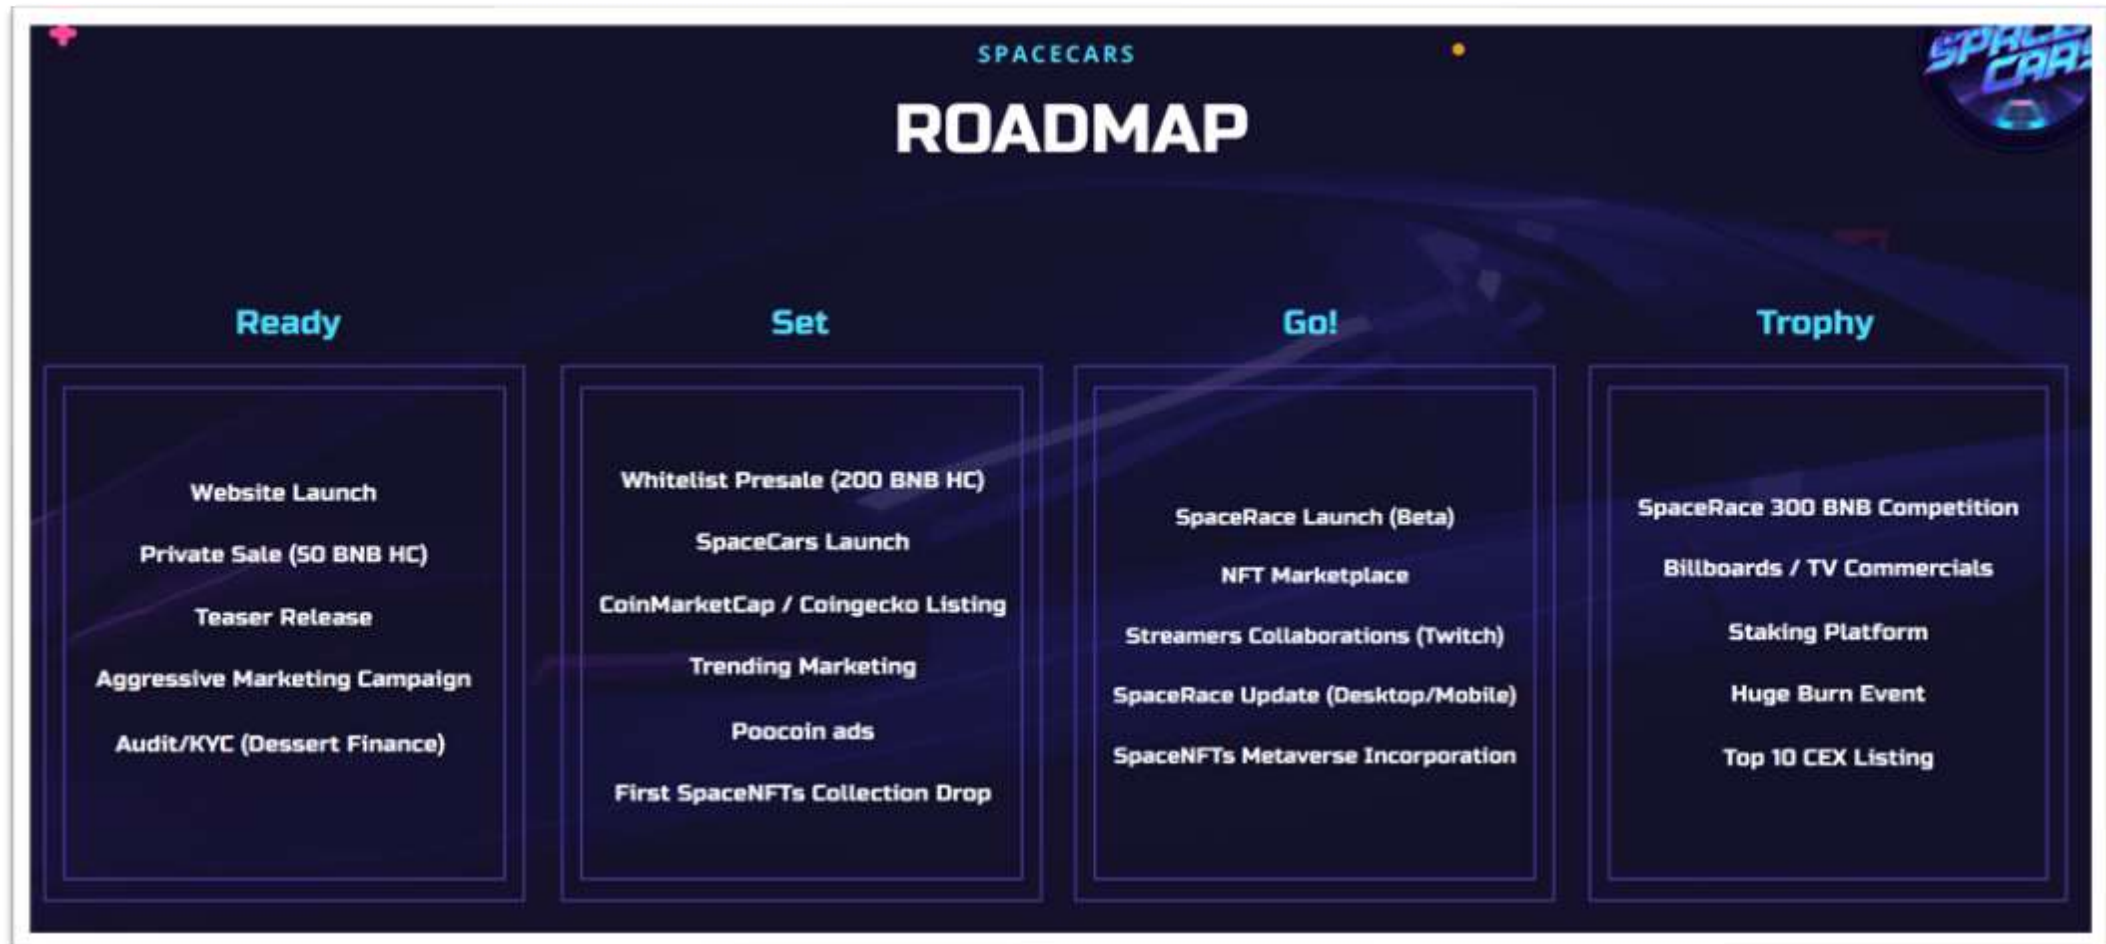 SPACECARS
SPACE
CARS
ROADMAP
Ready
Website Launch
Private Sale (50 BNB HC)
Teaser Release
Aggressive Marketing Campaign
Audit/KYC (Dessert Finance)
Set
Whitelist Presale (200 BNB HC)
SpaceCars Launch
CoinMarketCap / Coingecko Listing
Trending Marketing
Poocoin ads
First SpaceNFTs Collection Drop
Go!
SpaceRace Launch (Beta)
NFT Marketplace
Streamers Collaborations (Twitch)
SpaceRace Update (Desktop/Mobile)
SpaceNFTs Metaverse Incorporation
Trophy
SpaceRace 300 BNB Competition
Billboards / TV Commercials
Staking Platform
Huge Burn Event
Top 10 CEX Listing